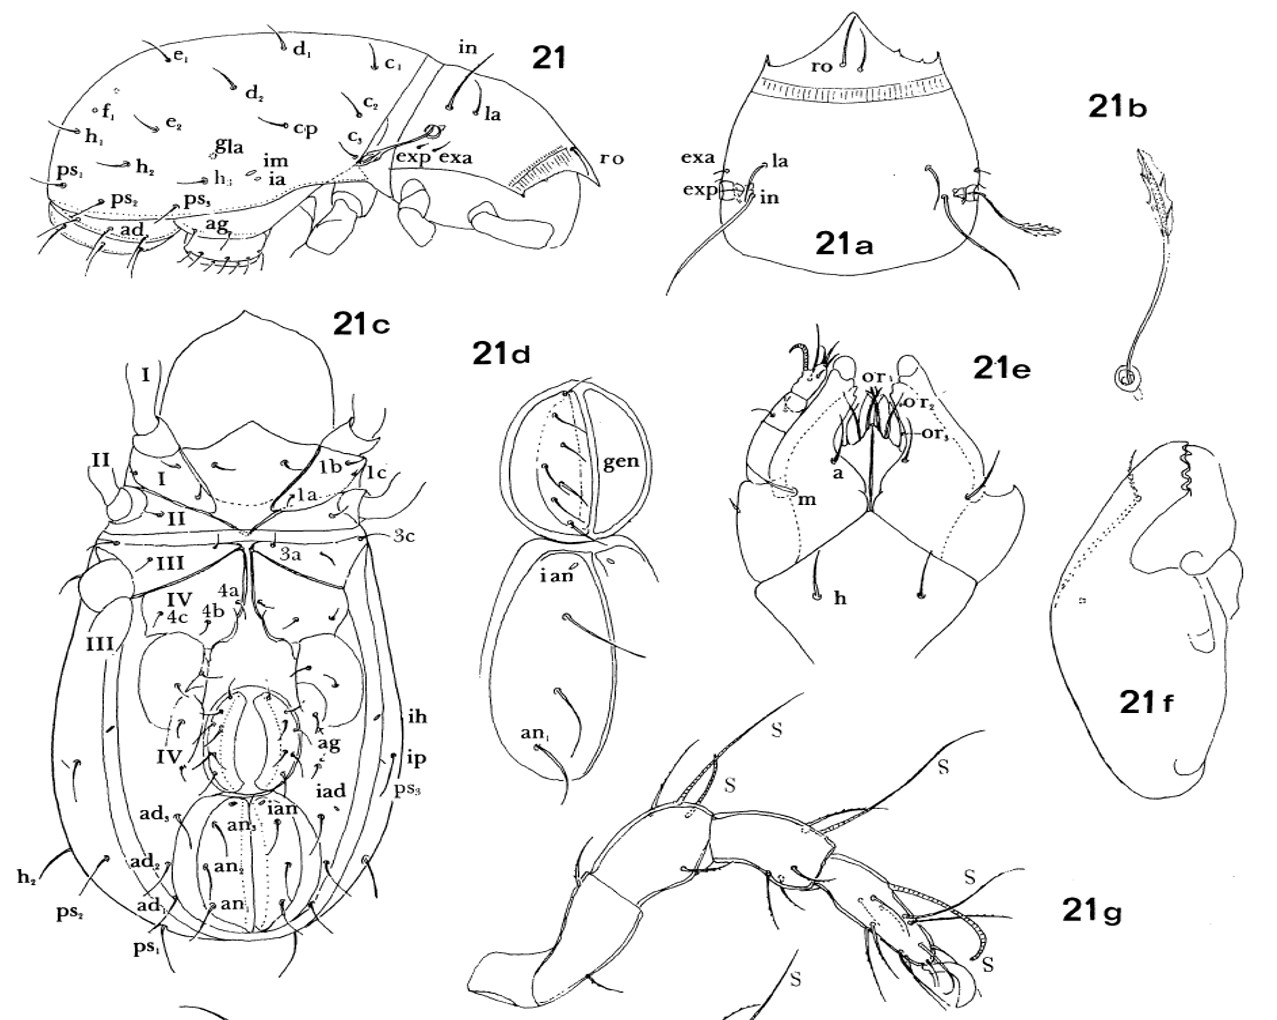 21
in
e₁
d₁
c₁
d₂
c₂
la
f₁
e₂
cp
c₃
h₁
gla
exp exa
ro
im
h₂
ia
ps₁
h₃
ps₂
ps₃
ad
ag
ro
exa
la
exp
in
21a
21b
21c
I
II
1b
1c
I
1a
II
3c
3a
III
IV
4a
4c
4b
III
ih
IV
ag
ip
iad
ps₃
ad₃
an₃
ian
ad₂
an₂
h₂
ad₁
an
ps₂
ps₁
21d
gen
ian
an₁
21e
or₁
or₂
or₃
a
m
h
21f
S
S
S
S
S
21g
S